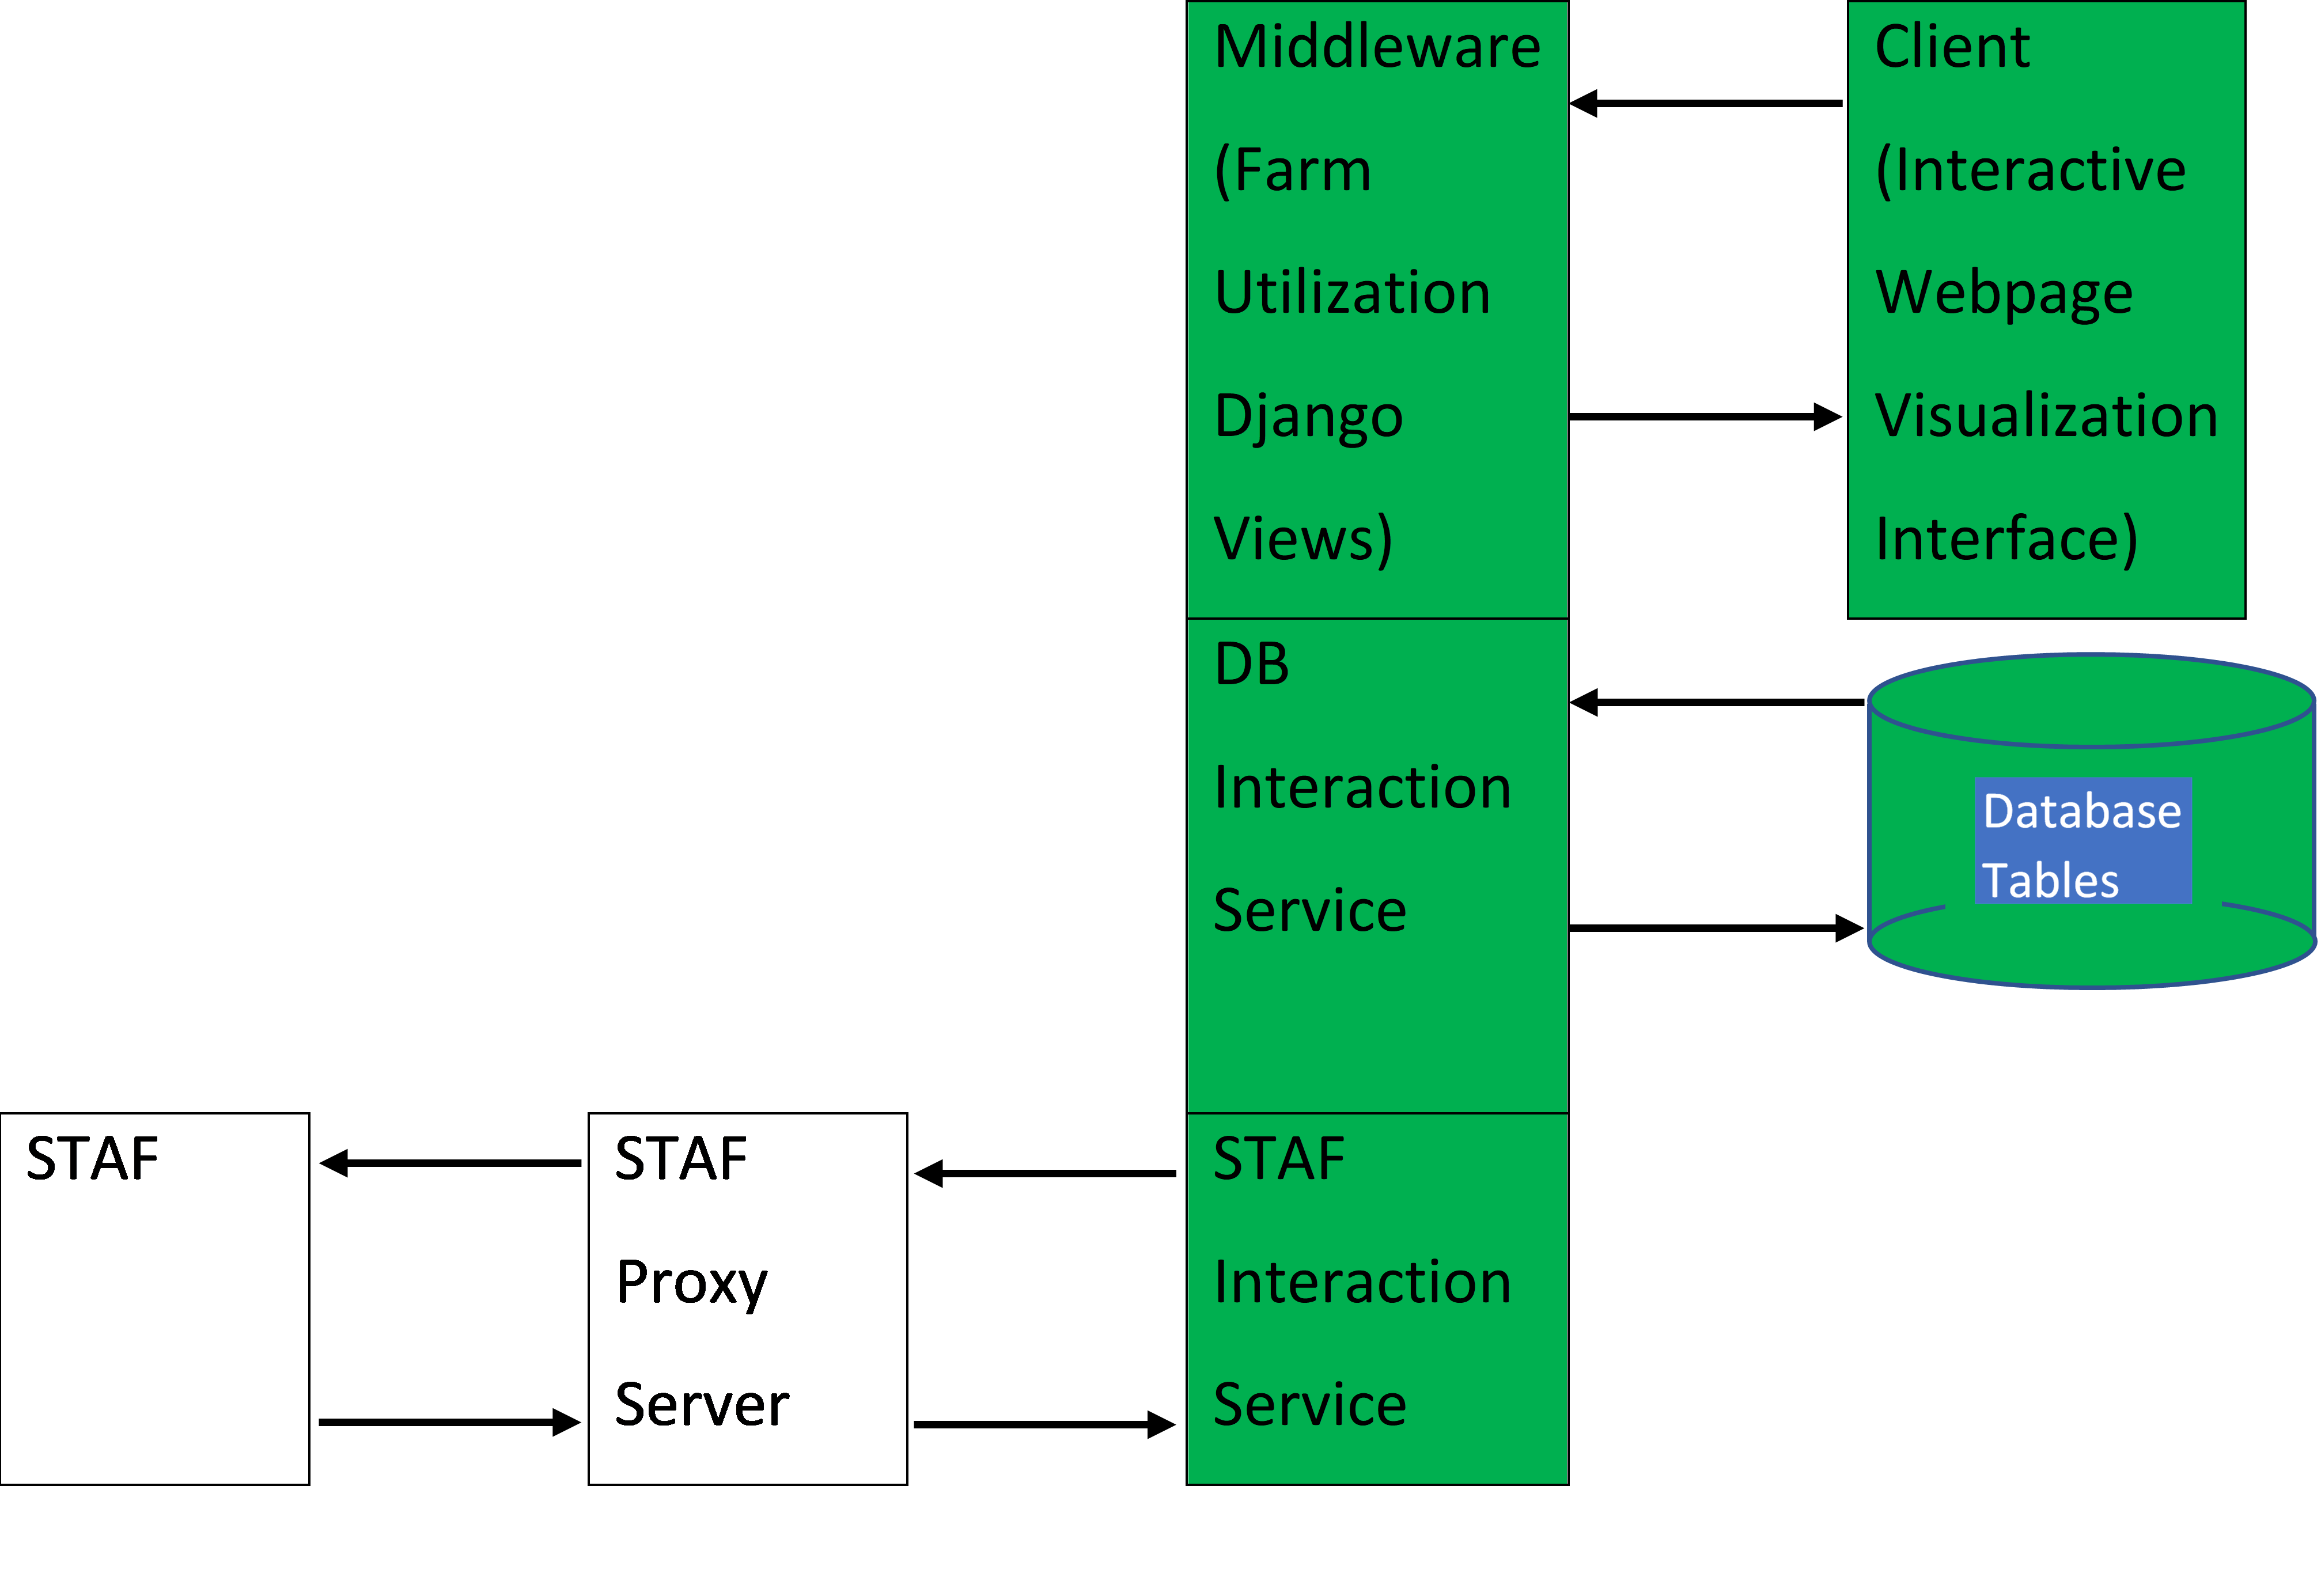 Middleware
(Farm
Utilization
Django
Views)
Client
(Interactive
Webpage
Visualization
Interface)
DB
Interaction
Service
Database
Tables
STAF
STAF
Proxy
Server
STAF
Interaction
Service